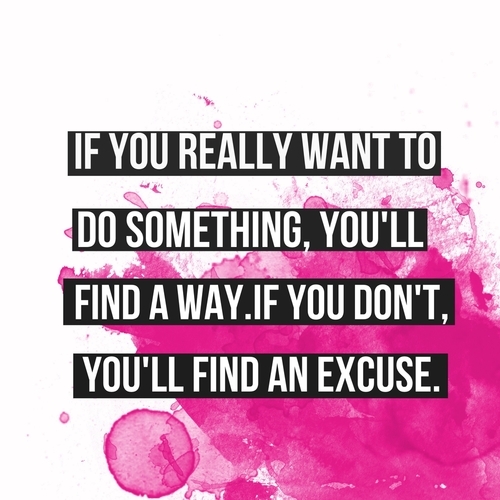 IF YOU REALLY WANT TO
DO SOMETHING, YOU'LL
FIND A WAY.IF YOU DON'T,
YOU'LL FIND AN EXCUSE.